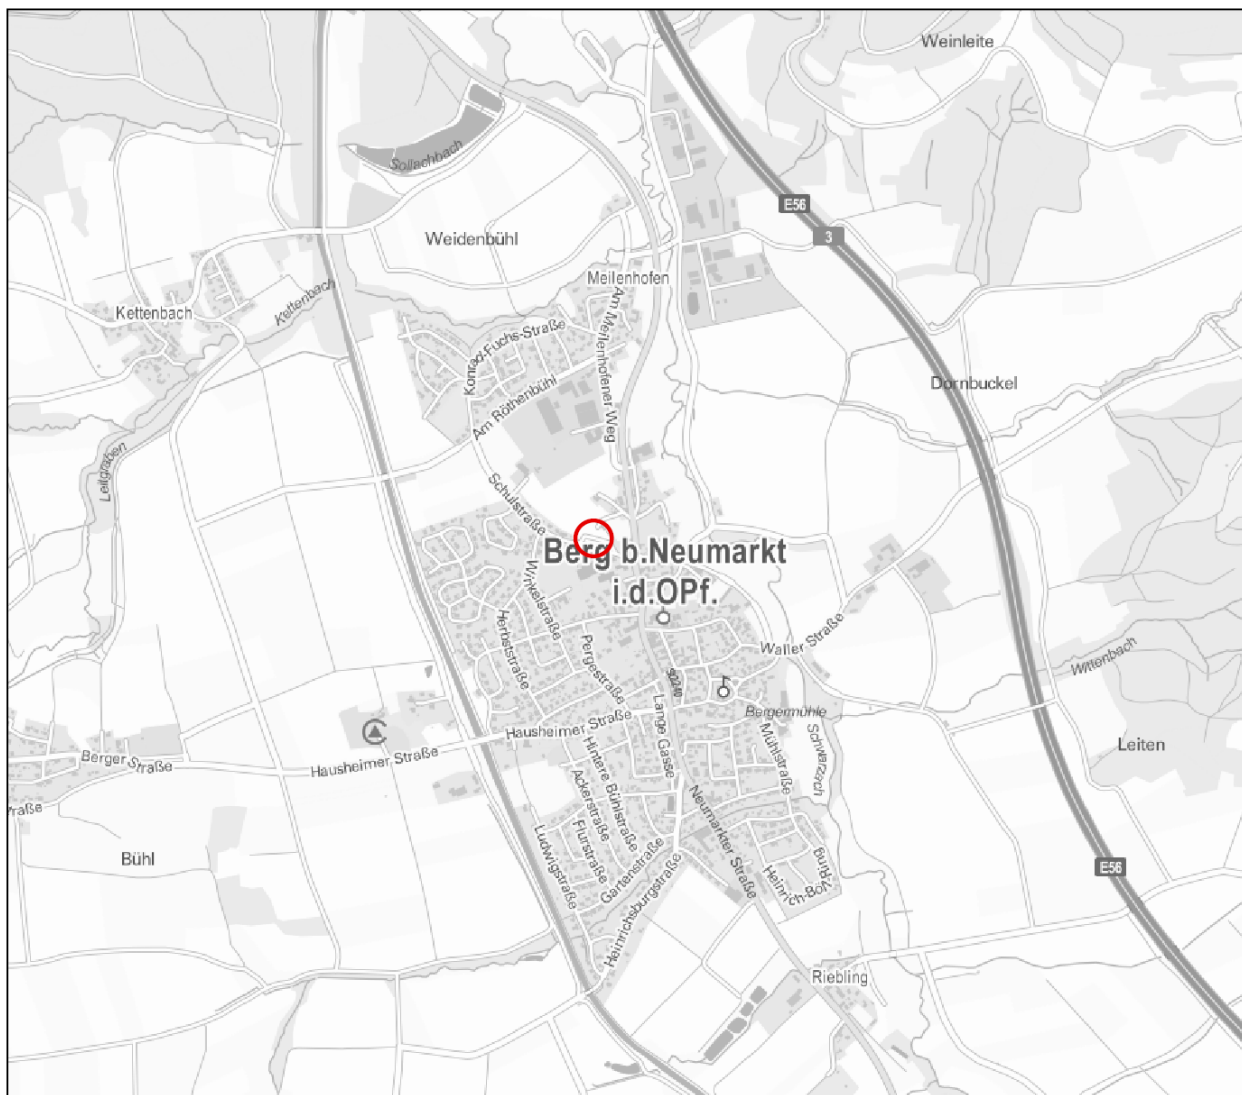 Weinleite
Sollachbach
E56
3
Weidenbühl
Meilenhofen
Kettenbach
Kettenbach
Konrad-Fuchs-Straße
Am Meilenhofener Weg
Dornbuckel
Am Röthenbühl
Leitgraben
Schulstraße
Berg b.Neumarkt
i.d.OPf.
Winkelstraße
Herbststraße
Pergestraße
Waller Straße
Wittenbach
St2240
Lange Gasse
Bergermühle
Hausheimer Straße
Schwarzach
Mühlstraße
Leiten
Berger Straße
Hausheimer Straße
Hintere Bühlstraße
Ackerstraße
Flurstraße
Ludwigstraße
Neumarkter Straße
Gartenstraße
Heinrichsburgstraße
Bühl
E56
Riebling